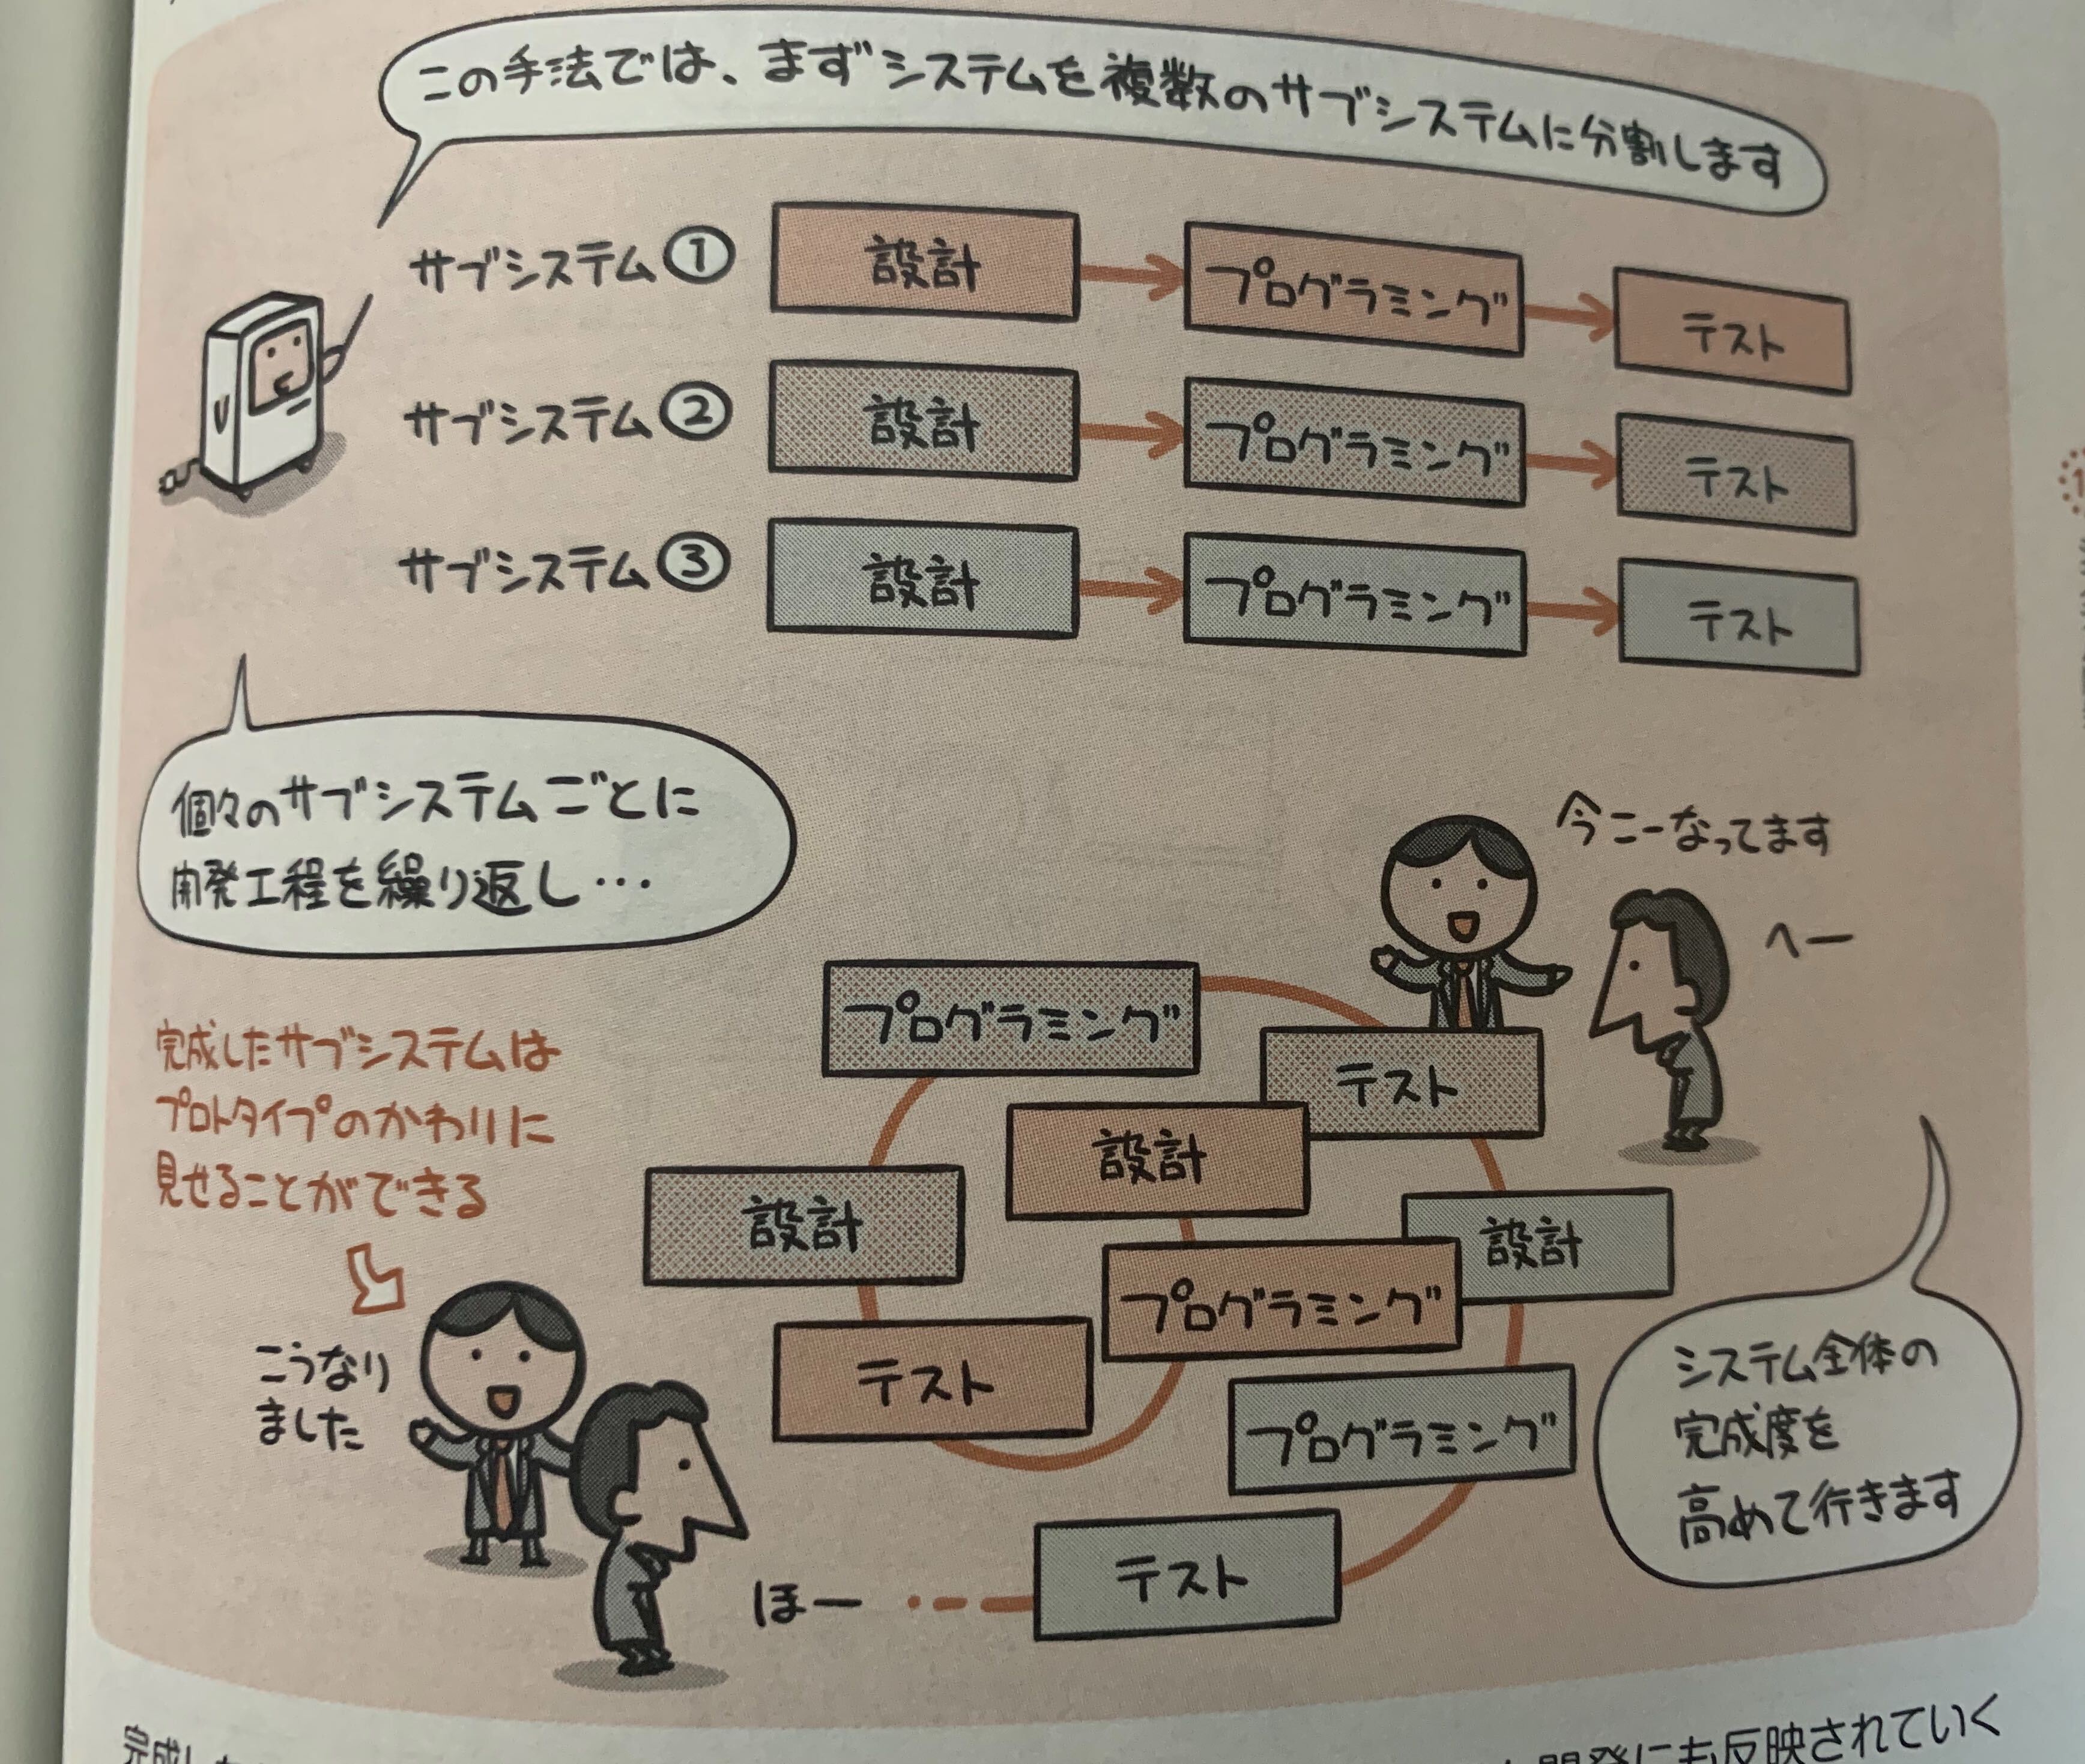 この手法では、まずシステムを複数のサブシステムに分割します
サブシステム① 設計 プログラミング テスト
サブシステム② 設計 プログラミング テスト
サブシステム③ 設計 プログラミング テスト
個々のサブシステムごとに
開発工程を繰り返し…
今こーなってます
へー
完成したサブシステムは
プロトタイプのかわりに
見せることができる
プログラミング
テスト
設計
設計
設計
プログラミング
テスト
プログラミング
テスト
こうなり
ました
ほー
システム全体の
完成度を
高めて行きます
開発にも反映されていく